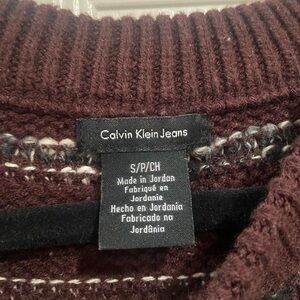 Calvin Klein Jeans
S/P/CH
Made in Jordan
Fabriqué en
Jordanie
Hecho en Jordania
Fabricado na
Jordânia